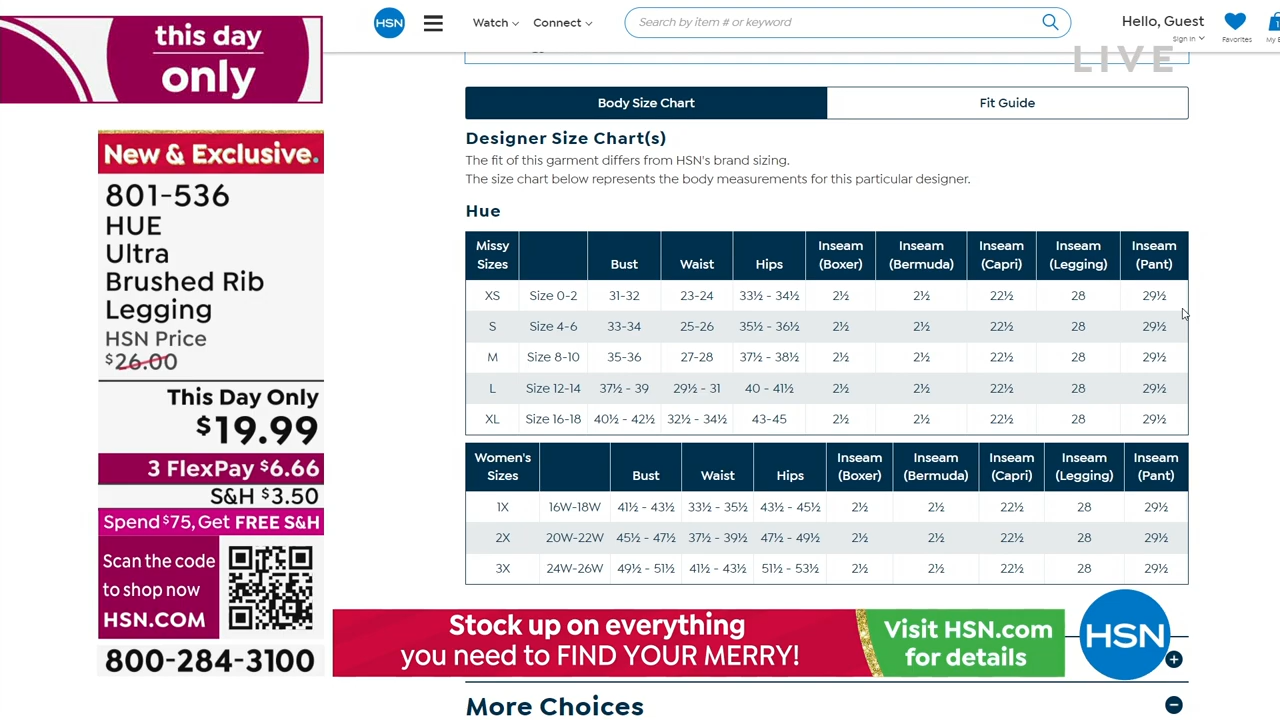 this day
only
HSN
Watch
Connect
Search by item # or keyword
Hello, Guest
Sign In
Favorites
LIVE
Body Size Chart
Fit Guide
Designer Size Chart(s)
The fit of this garment differs from HSN's brand sizing.
The size chart below represents the body measurements for this particular designer.
Hue
Missy Sizes Bust Waist Hips Inseam (Boxer) Inseam (Bermuda) Inseam (Capri) Inseam (Legging) Inseam (Pant)
XS Size 0-2 31-32 23-24 33½ - 34½ 2½ 2½ 22½ 28 29½
S Size 4-6 33-34 25-26 35½ - 36½ 2½ 2½ 22½ 28 29½
M Size 8-10 35-36 27-28 37½ - 38½ 2½ 2½ 22½ 28 29½
L Size 12-14 37½ - 39 29½ - 31 40 - 41½ 2½ 2½ 22½ 28 29½
XL Size 16-18 40½ - 42½ 32½ - 34½ 43-45 2½ 2½ 22½ 28 29½
Women's Sizes Bust Waist Hips Inseam (Boxer) Inseam (Bermuda) Inseam (Capri) Inseam (Legging) Inseam (Pant)
1X 16W-18W 41½ - 43½ 33½ - 35½ 43½ - 45½ 2½ 2½ 22½ 28 29½
2X 20W-22W 45½ - 47½ 37½ - 39½ 47½ - 49½ 2½ 2½ 22½ 28 29½
3X 24W-26W 49½ - 51½ 41½ - 43½ 51½ - 53½ 2½ 2½ 22½ 28 29½
New & Exclusive.
801-536
HUE
Ultra
Brushed Rib
Legging
HSN Price
$26.00
This Day Only
$19.99
3 FlexPay $6.66
S&H $3.50
Spend $75, Get FREE S&H
Scan the code
to shop now
HSN.COM
800-284-3100
Stock up on everything
you need to FIND YOUR MERRY!
Visit HSN.com
for details
HSN
More Choices